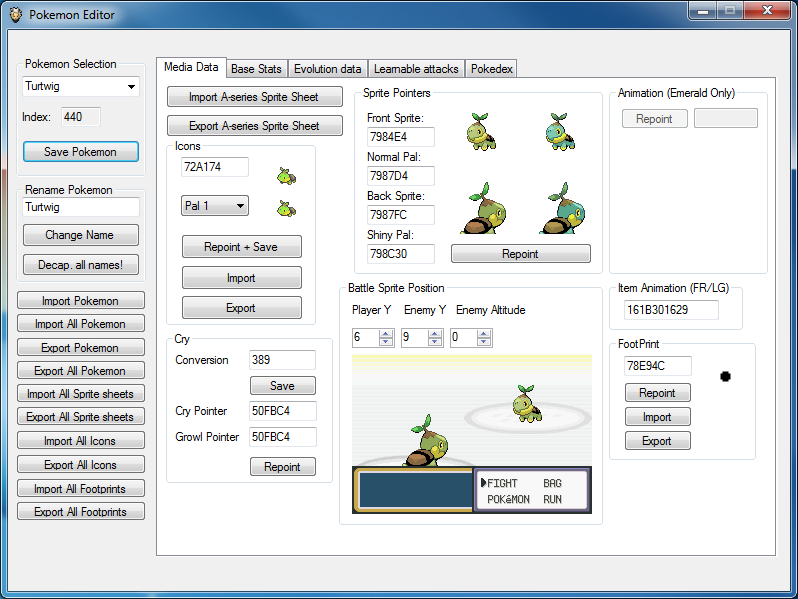 Pokemon Editor
Pokemon Selection
Turtwig
Index: 440
Save Pokemon
Rename Pokemon
Turtwig
Change Name
Decap. all names!
Import Pokemon
Import All Pokemon
Export Pokemon
Export All Pokemon
Import All Sprite sheets
Export All Sprite sheets
Import All Icons
Export All Icons
Import All Footprints
Export All Footprints
Media Data Base Stats Evolution data Learnable attacks Pokedex
Import A-series Sprite Sheet
Export A-series Sprite Sheet
Icons
72A174
Pal 1
Repoint + Save
Import
Export
Cry
Conversion 389
Save
Cry Pointer 50FBC4
Growl Pointer 50FBC4
Repoint
Sprite Pointers
Front Sprite:
7984E4
Normal Pal:
7987D4
Back Sprite:
7987FC
Shiny Pal:
798C30
Repoint
Battle Sprite Position
Player Y Enemy Y Enemy Altitude
6 9 0
FIGHT BAG
POKéMON RUN
Animation (Emerald Only)
Repoint
Item Animation (FR/LG)
161B301629
FootPrint
78E94C
Repoint
Import
Export